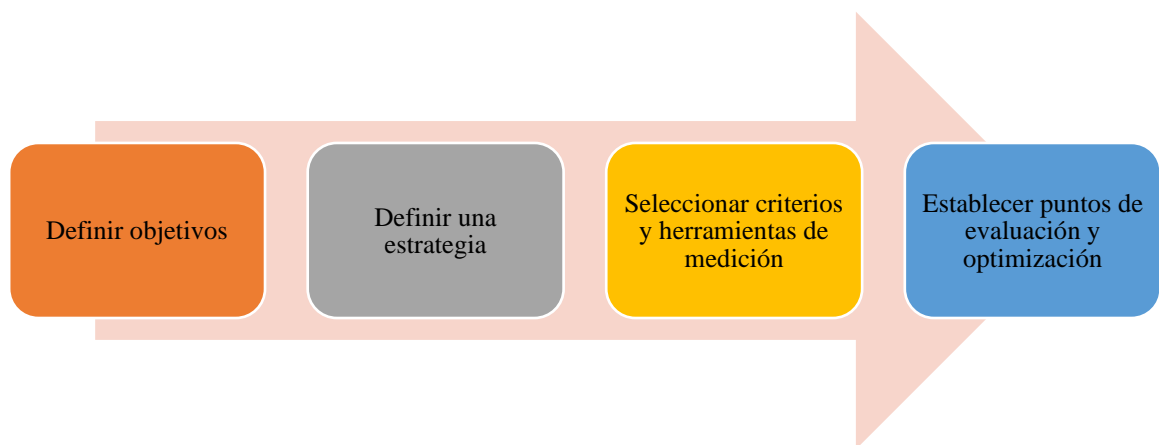 Definir objetivos
Definir una
estrategia
Seleccionar criterios
y herramientas de
medición
Establecer puntos de
evaluación y
optimización